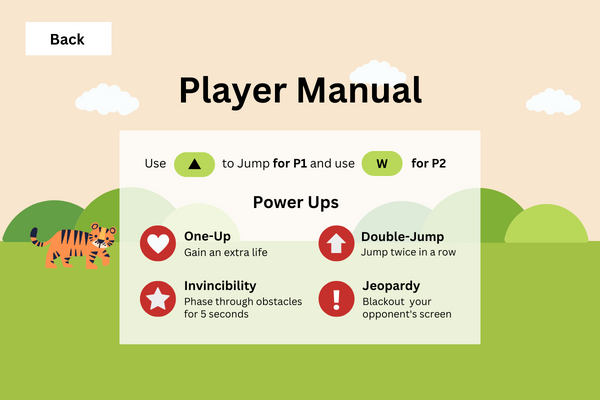 Back
Player Manual
Use ▲ to Jump for P1 and use W for P2
Power Ups
One-Up
Gain an extra life
Double-Jump
Jump twice in a row
Invincibility
Phase through obstacles
for 5 seconds
Jeopardy
Blackout your
opponent's screen